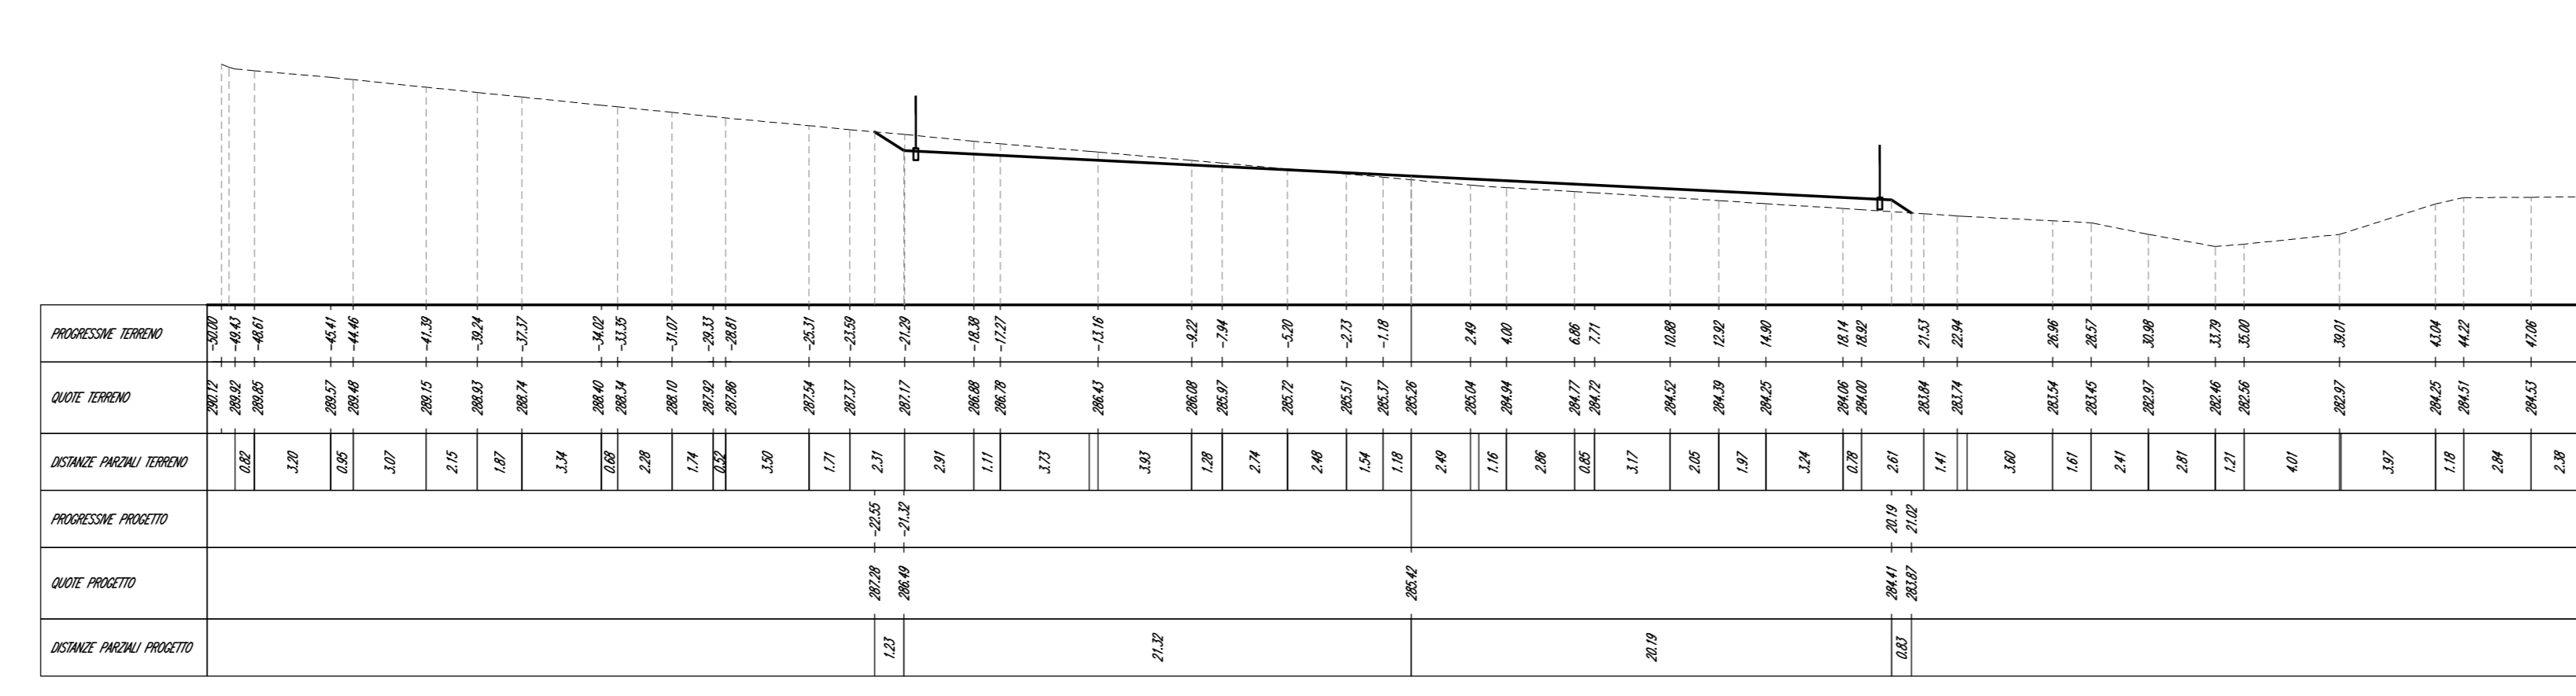 PROGRESSIVE TERRENO -50.00 -49.43 -48.61 -45.41 -44.46 -41.39 -39.24 -37.37 -34.02 -33.35 -31.07 -29.33 -28.81 -25.31 -23.59 -21.29 -18.38 -17.27 -13.16 -9.22 -7.94 -5.20 -2.73 -1.18 2.49 4.00 6.86 7.71 10.88 12.92 14.90 18.14 18.92 21.53 22.94 26.96 28.57 30.98 33.79 35.00 39.01 43.04 44.22 47.06
QUOTE TERRENO 290.12 289.92 289.85 289.57 289.48 289.15 288.93 288.74 288.40 288.34 288.10 287.92 287.86 287.54 287.37 287.17 286.88 286.78 286.43 286.08 285.97 285.72 285.51 285.37 285.26 285.04 284.94 284.77 284.72 284.52 284.39 284.25 284.06 284.00 283.84 283.74 283.54 283.45 282.97 282.46 282.56 282.97 284.25 284.51 284.53
DISTANZE PARZIALI TERRENO 0.82 3.20 0.95 3.07 2.15 1.87 3.34 0.68 2.28 1.74 0.52 3.50 1.71 2.31 2.91 1.11 3.73 3.93 1.28 2.74 2.48 1.54 1.18 2.49 1.16 2.86 0.85 3.17 2.05 1.97 3.24 0.78 2.61 1.41 3.60 1.61 2.41 2.81 1.21 4.01 3.97 1.18 2.84 2.38
PROGRESSIVE PROGETTO -22.55 -21.32 20.19 21.02
QUOTE PROGETTO 287.28 286.49 285.42 284.41 283.87
DISTANZE PARZIALI PROGETTO 1.23 21.32 20.19 0.83